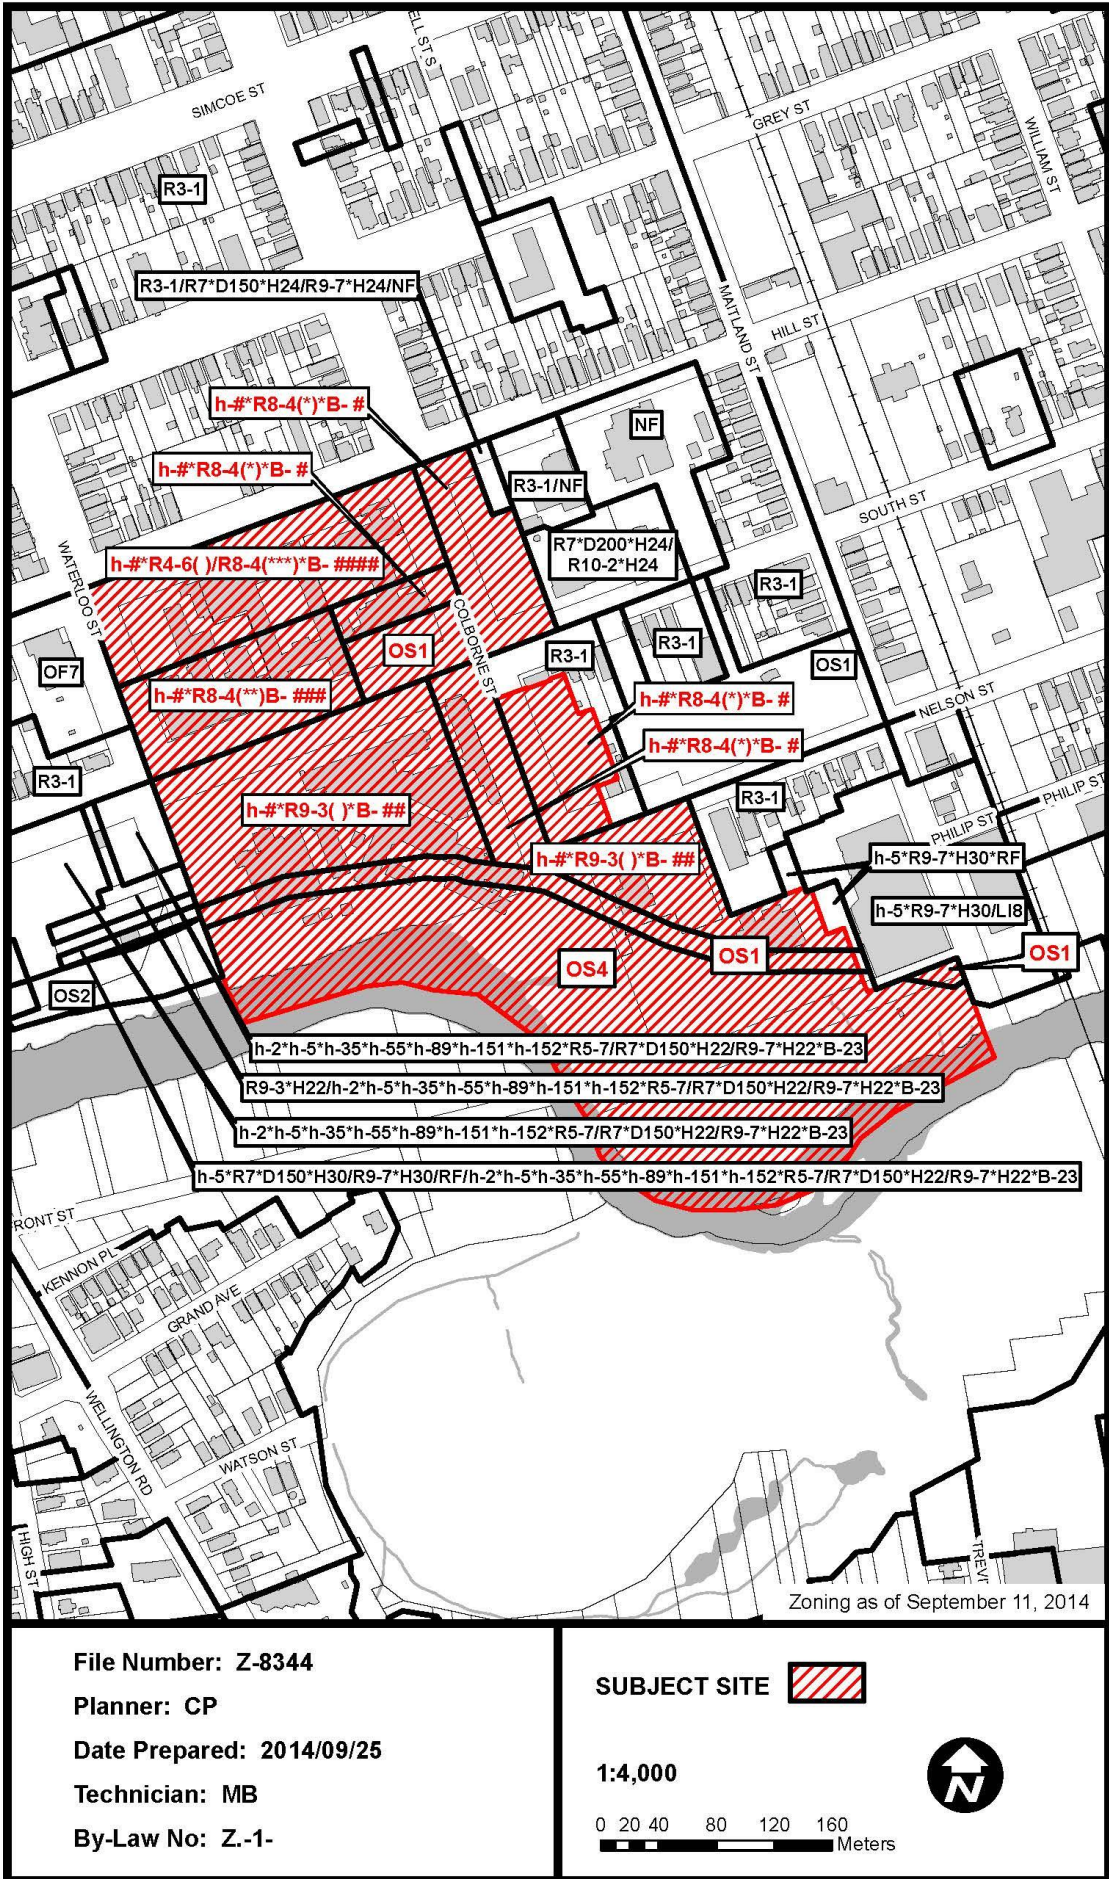 ELL ST S
SIMCOE ST
GREY ST
WILLIAM ST
R3-1
R3-1/R7*D150*H24/R9-7*H24/NF
MAITLAND ST
HILL ST
h-#*R8-4(*)*B- #
NF
h-#*R8-4(*)*B- #
R3-1/NF
SOUTH ST
WATERLOO ST
h-#*R4-6( )/R8-4(***)*B- ####
R7*D200*H24/
R10-2*H24
R3-1
COLBORNE ST
OS1
R3-1
R3-1
OS1
OF7
h-#*R8-4(**)B- ###
h-#*R8-4(*)*B- #
NELSON ST
h-#*R8-4(*)*B- #
R3-1
R3-1
PHILIP ST
h-#*R9-3( )*B- ##
PHILIP ST
h-#*R9-3( )*B- ##
h-5*R9-7*H30*RF
h-5*R9-7*H30/LI8
OS1
OS1
OS4
OS2
h-2*h-5*h-35*h-55*h-89*h-151*h-152*R5-7/R7*D150*H22/R9-7*H22*B-23
R9-3*H22/h-2*h-5*h-35*h-55*h-89*h-151*h-152*R5-7/R7*D150*H22/R9-7*H22*B-23
h-2*h-5*h-35*h-55*h-89*h-151*h-152*R5-7/R7*D150*H22/R9-7*H22*B-23
h-5*R7*D150*H30/R9-7*H30/RF/h-2*h-5*h-35*h-55*h-89*h-151*h-152*R5-7/R7*D150*H22/R9-7*H22*B-23
RONT ST
KENNON PL
GRAND AVE
WELLINGTON RD
WATSON ST
HIGH ST
TREVI
Zoning as of September 11, 2014
File Number: Z-8344
Planner: CP
Date Prepared: 2014/09/25
Technician: MB
By-Law No: Z.-1-
SUBJECT SITE
1:4,000
N
0 20 40 80 120 160
Meters